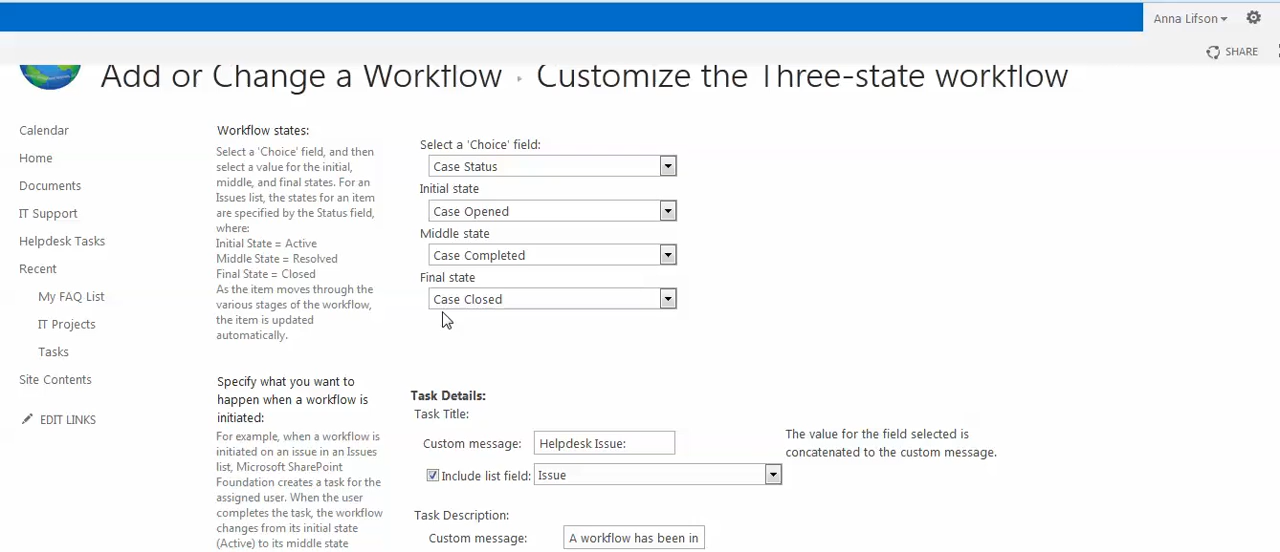 Anna Lifson
SHARE
Add or Change a Workflow ▸ Customize the Three-state workflow
Calendar
Home
Documents
IT Support
Helpdesk Tasks
Recent
My FAQ List
IT Projects
Tasks
Site Contents
EDIT LINKS
Workflow states:
Select a 'Choice' field, and then
select a value for the initial,
middle, and final states. For an
Issues list, the states for an item
are specified by the Status field,
where:
Initial State = Active
Middle State = Resolved
Final State = Closed
As the item moves through the
various stages of the workflow,
the item is updated
automatically.
Select a 'Choice' field:
Case Status
Initial state
Case Opened
Middle state
Case Completed
Final state
Case Closed
Specify what you want to
happen when a workflow is
initiated:
For example, when a workflow is
initiated on an issue in an Issues
list, Microsoft SharePoint
Foundation creates a task for the
assigned user. When the user
completes the task, the workflow
changes from its initial state
(Active) to its middle state
Task Details:
Task Title:
Custom message: Helpdesk Issue:
Include list field: Issue
The value for the field selected is
concatenated to the custom message.
Task Description:
Custom message: A workflow has been in